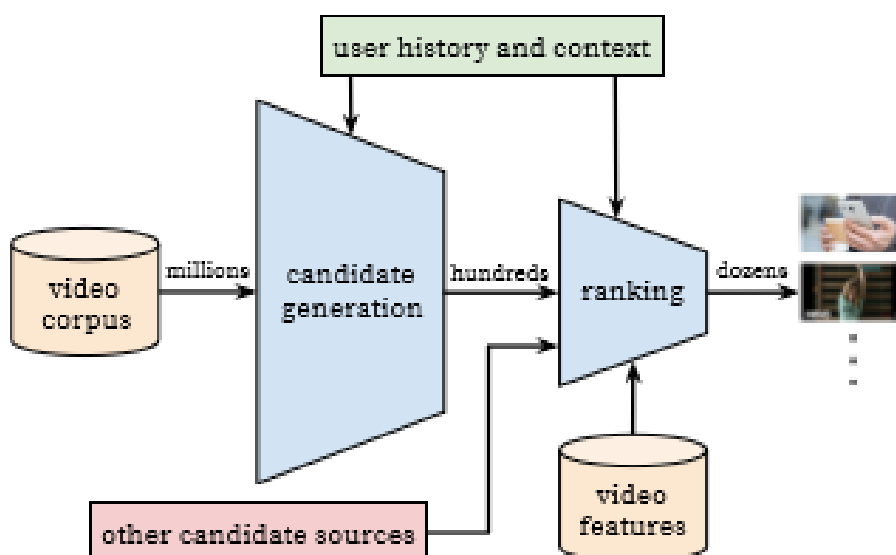 user history and context
millions
video
corpus
candidate
generation
hundreds
ranking
dozens
other candidate sources
video
features